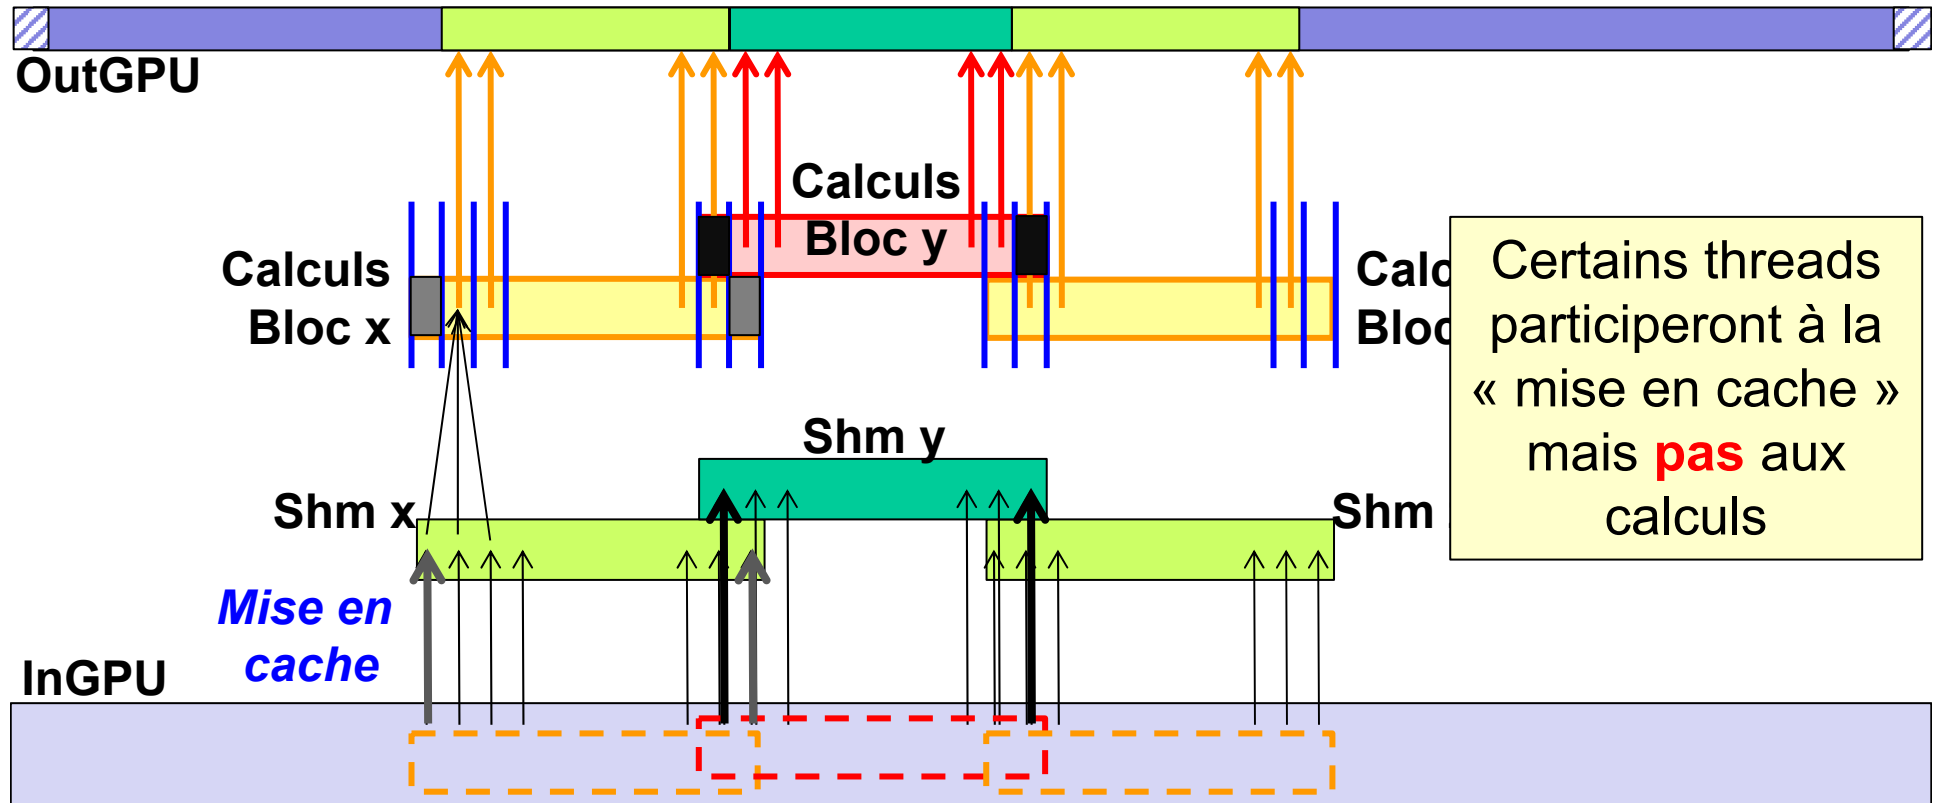 OutGPU
Calculs
Bloc y
Calculs
Bloc x
Certains threads
participeront à la
« mise en cache »
mais pas aux
calculs
Shm y
Shm x
Shm
Mise en
cache
InGPU